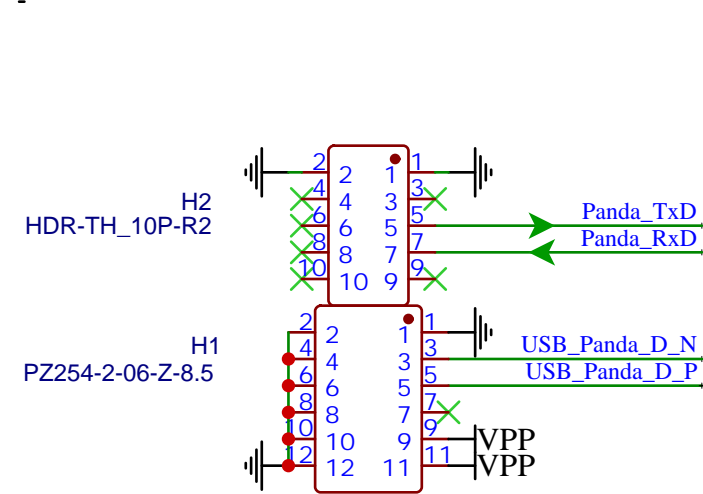 2 2 1 1
4 4 3 3
H2
HDR-TH_10P-R2
6 6 5 5 Panda_TxD
8 8 7 7 Panda_RxD
10 10 9 9
2 2 1 1
H1
PZ254-2-06-Z-8.5
4 4 3 3 USB_Panda_D_N
6 6 5 5 USB_Panda_D_P
8 8 7 7
10 10 9 9 VPP
12 12 11 11 VPP